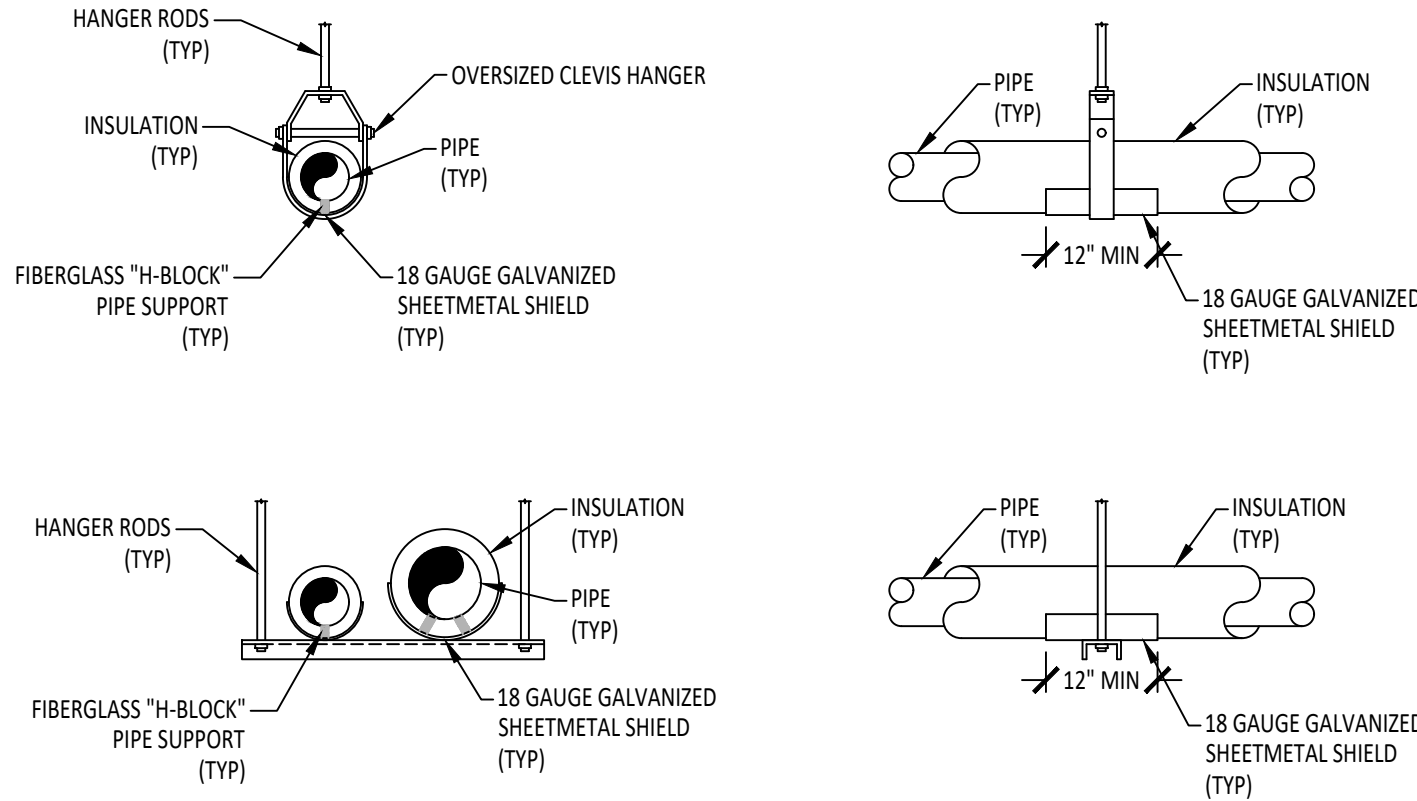 HANGER RODS
(TYP)
OVERSIZED CLEVIS HANGER
INSULATION
(TYP)
PIPE
(TYP)
FIBERGLASS "H-BLOCK"
PIPE SUPPORT
(TYP)
18 GAUGE GALVANIZED
SHEETMETAL SHIELD
(TYP)
PIPE
(TYP)
INSULATION
(TYP)
12" MIN
18 GAUGE GALVANIZED
SHEETMETAL SHIELD
(TYP)
HANGER RODS
(TYP)
INSULATION
(TYP)
PIPE
(TYP)
FIBERGLASS "H-BLOCK"
PIPE SUPPORT
(TYP)
18 GAUGE GALVANIZED
SHEETMETAL SHIELD
(TYP)
PIPE
(TYP)
INSULATION
(TYP)
12" MIN
18 GAUGE GALVANIZED
SHEETMETAL SHIELD
(TYP)